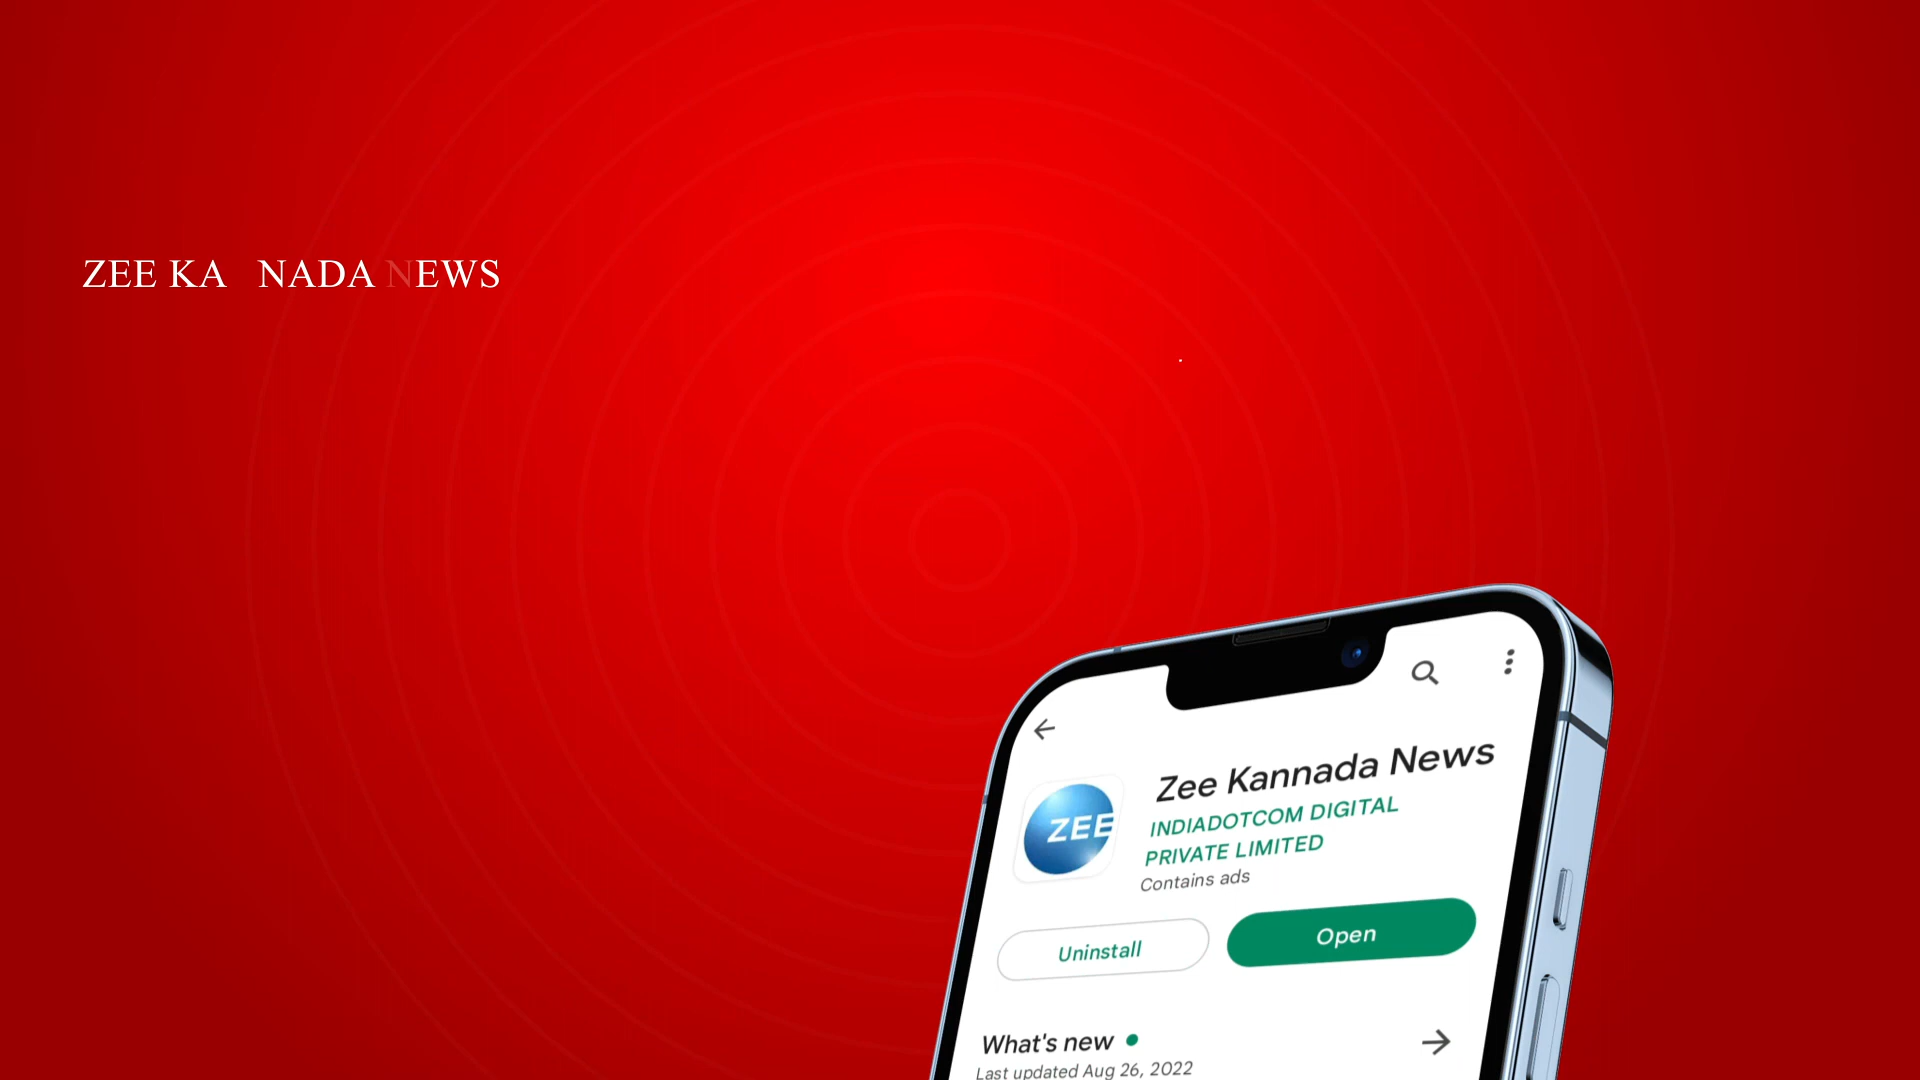 ZEE KA NADA NEWS
Zee Kannada News
ZEE
INDIADOTCOM DIGITAL
PRIVATE LIMITED
Contains ads
Uninstall
Open
What's new
Last updated Aug 26, 2022